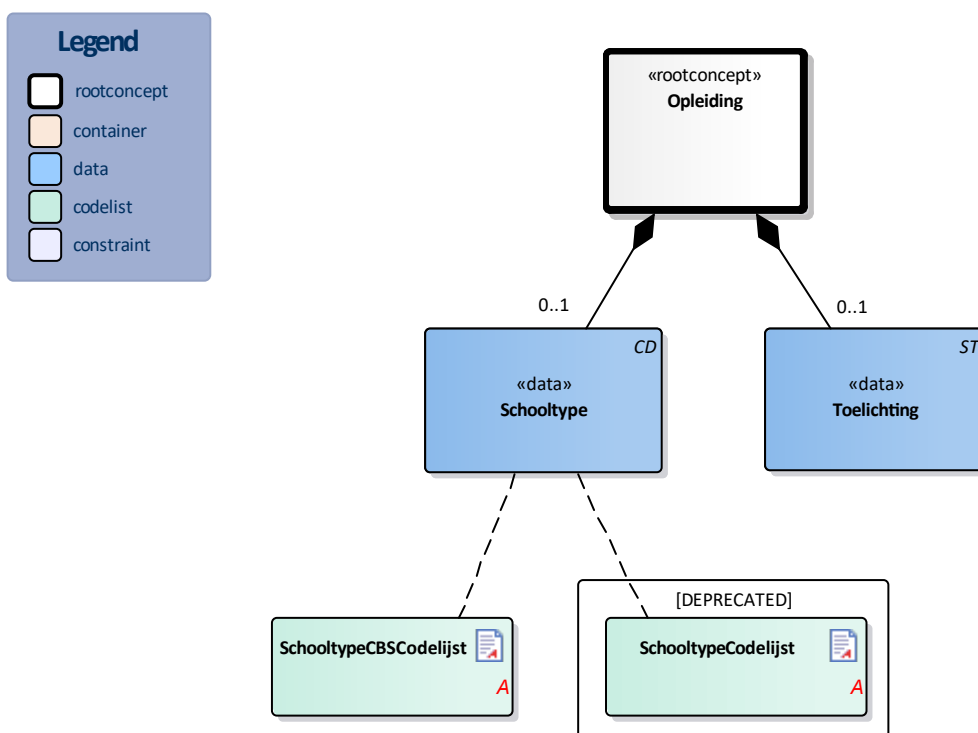 Legend
rootconcept
container
data
codelist
constraint
«rootconcept»
Opleiding
0..1
0..1
CD
«data»
Schooltype
ST
«data»
Toelichting
[DEPRECATED]
SchooltypeCBSCodelijst
A
SchooltypeCodelijst
A